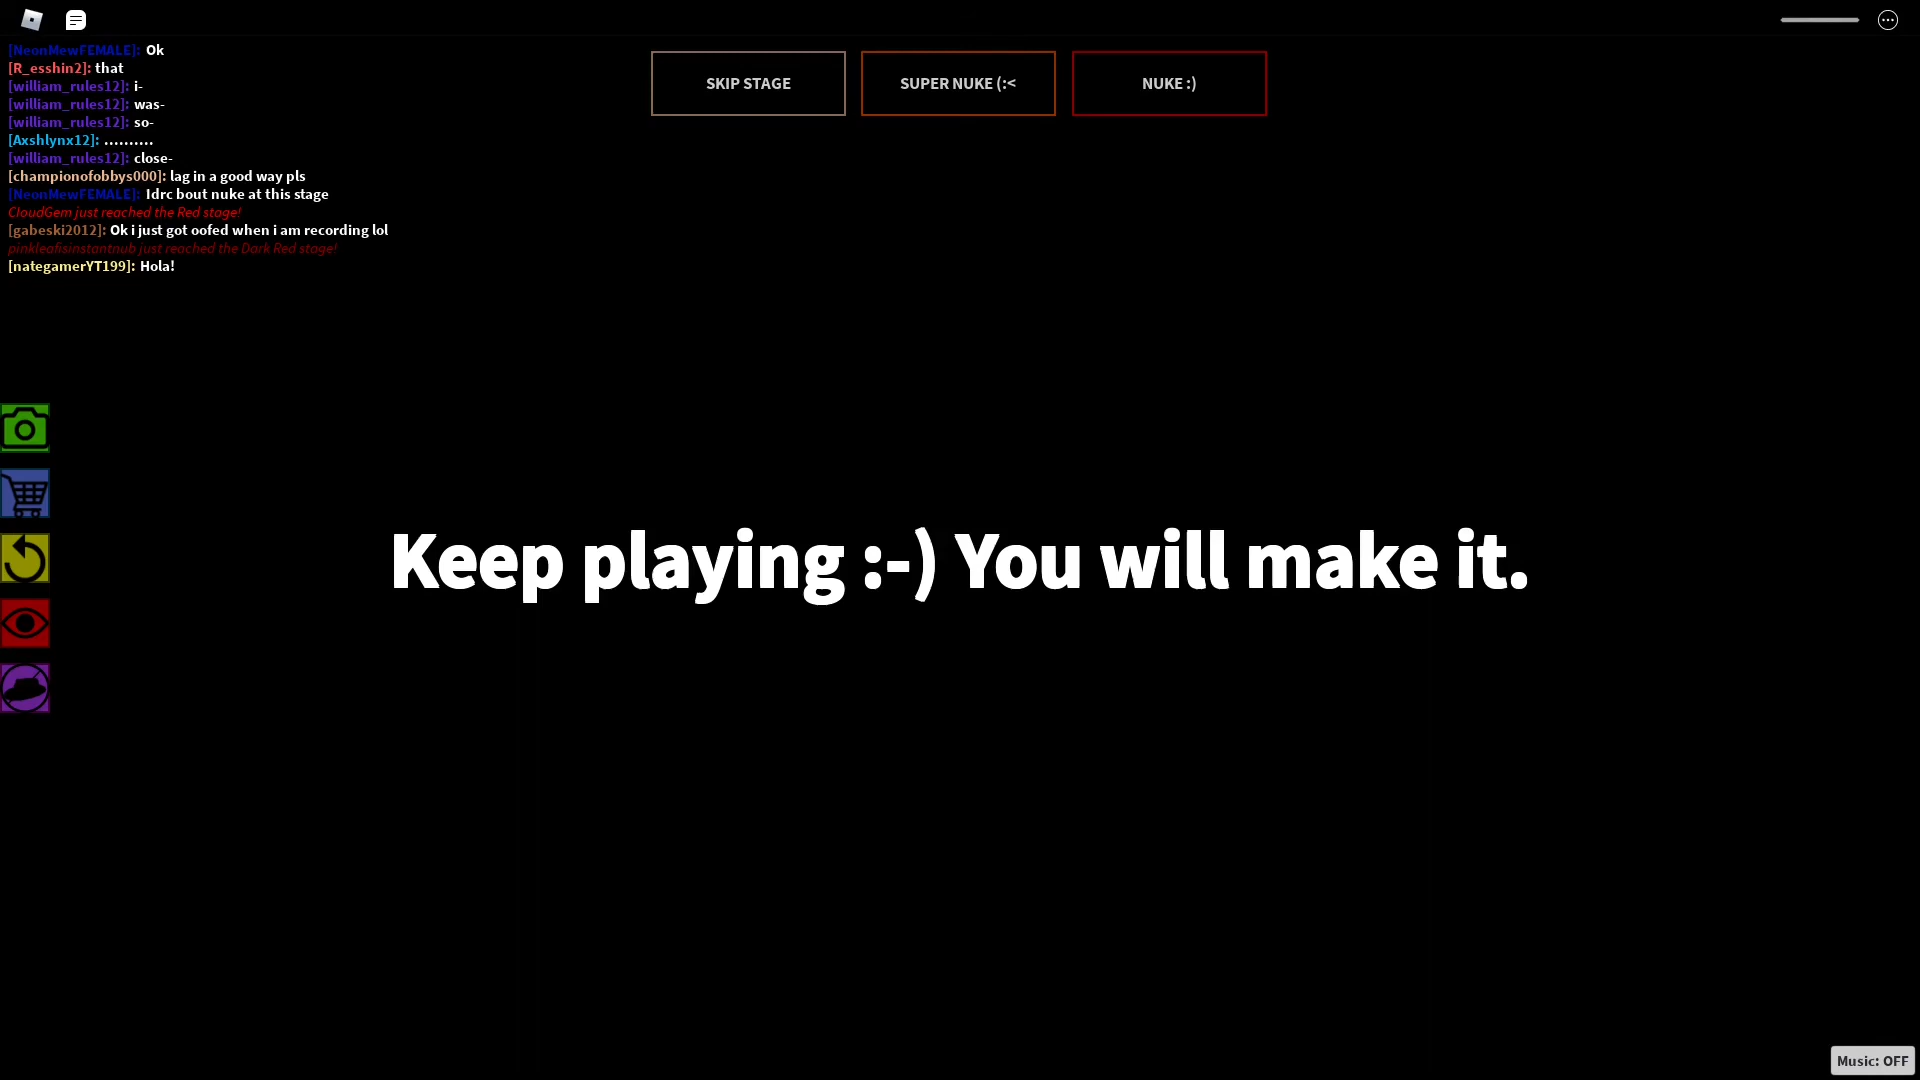 [NeonMewFEMALE]: Ok
[R_esshin2]: that
[william_rules12]: i-
[william_rules12]: was-
[william_rules12]: so-
[Axshlynx12]: ..........
[william_rules12]: close-
[championofobbys000]: lag in a good way pls
[NeonMewFEMALE]: Idrc bout nuke at this stage
CloudGem just reached the Red stage!
[gabeski2012]: Ok i just got oofed when i am recording lol
pinkleafisinstantnub just reached the Dark Red stage!
[nategamerYT199]: Hola!
SKIP STAGE
SUPER NUKE (:<
NUKE :)
Keep playing :-) You will make it.
Music: OFF